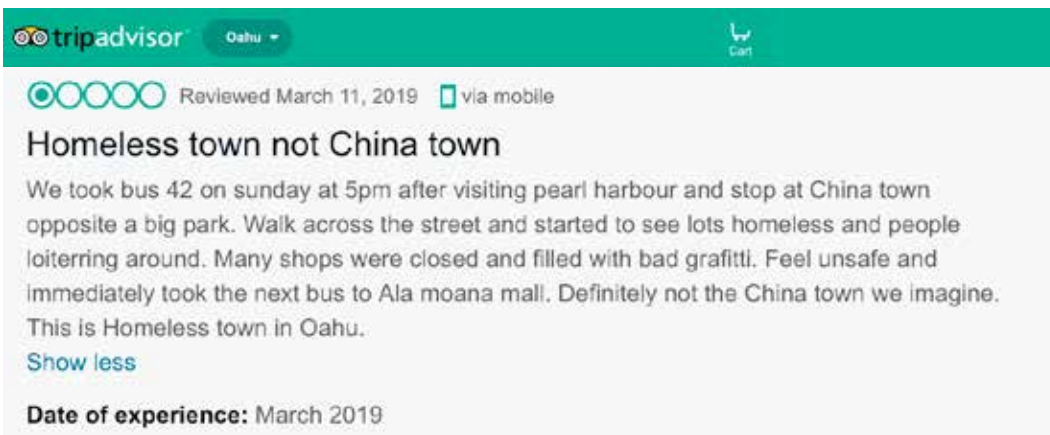 tripadvisor Oahu
Cart
Reviewed March 11, 2019 via mobile
Homeless town not China town
We took bus 42 on sunday at 5pm after visiting pearl harbour and stop at China town
opposite a big park. Walk across the street and started to see lots homeless and people
loiterring around. Many shops were closed and filled with bad grafitti. Feel unsafe and
immediately took the next bus to Ala moana mall. Definitely not the China town we imagine.
This is Homeless town in Oahu.
Show less
Date of experience: March 2019